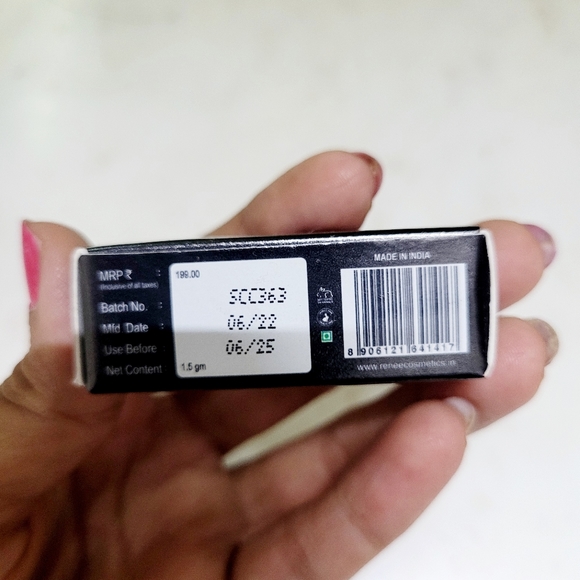 MRP ₹ : 199.00
(Inclusive of all taxes)
Batch No. : SCC363
Mfd Date : 06/22
Use Before : 06/25
Net Content : 1.5 gm
MADE IN INDIA
8 906121 641417
www.reneecosmetics.in